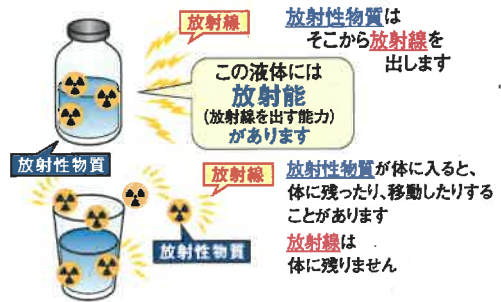 放射線
放射性物質は
そこから放射線を
出します
この液体には
放射能
(放射線を出す能力)
があります
放射性物質
放射線
放射性物質
放射性物質が体に入ると、
体に残ったり、移動したりする
ことがあります
放射線は
体に残りません